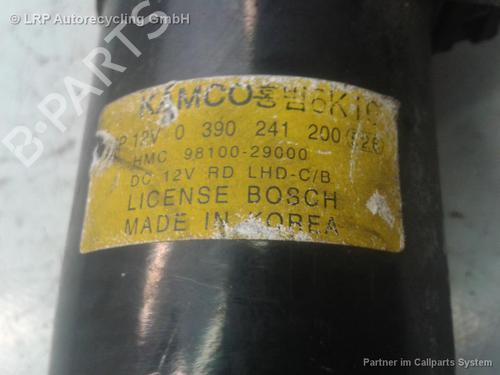 © LRP Autorecycling GmbH
KAMCO
12V 0 390 241 200
HMC 98100-29000
DC 12V RD LHD-C/B
LICENSE BOSCH
MADE IN KOREA
Partner im Callparts System